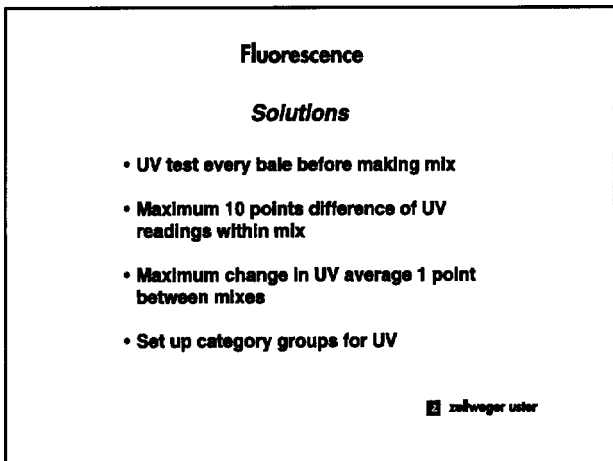 Fluorescence
Solutions
• UV test every bale before making mix
• Maximum 10 points difference of UV
readings within mix
• Maximum change in UV average 1 point
between mixes
• Set up category groups for UV
Z zellweger uster